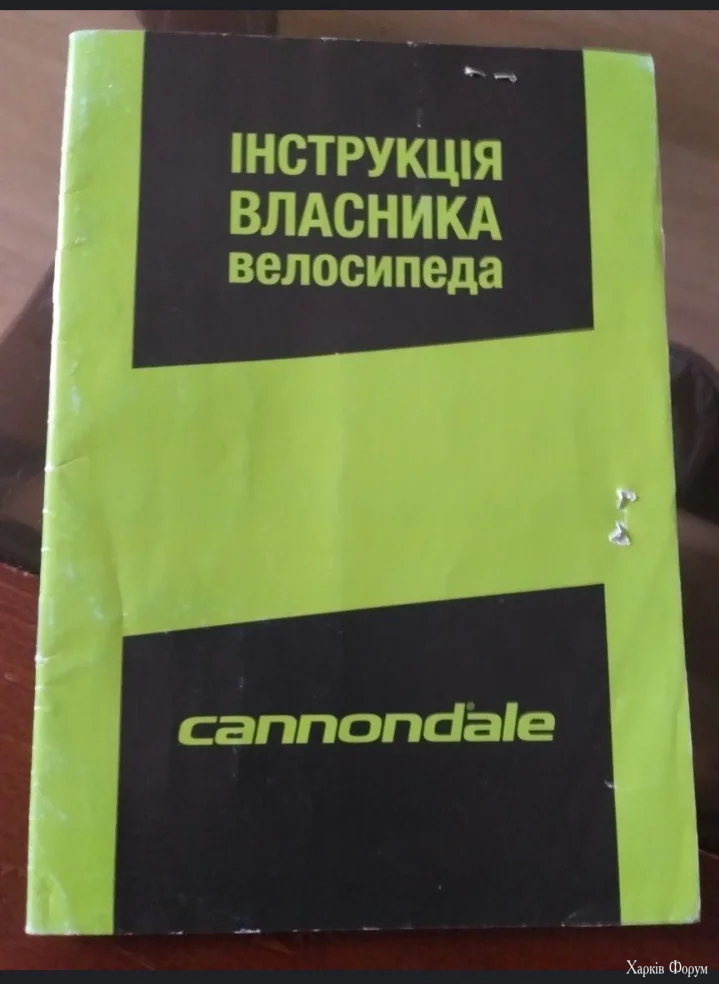 ІНСТРУКЦІЯ
ВЛАСНИКА
велосипеда
cannondale®
Харків Форум